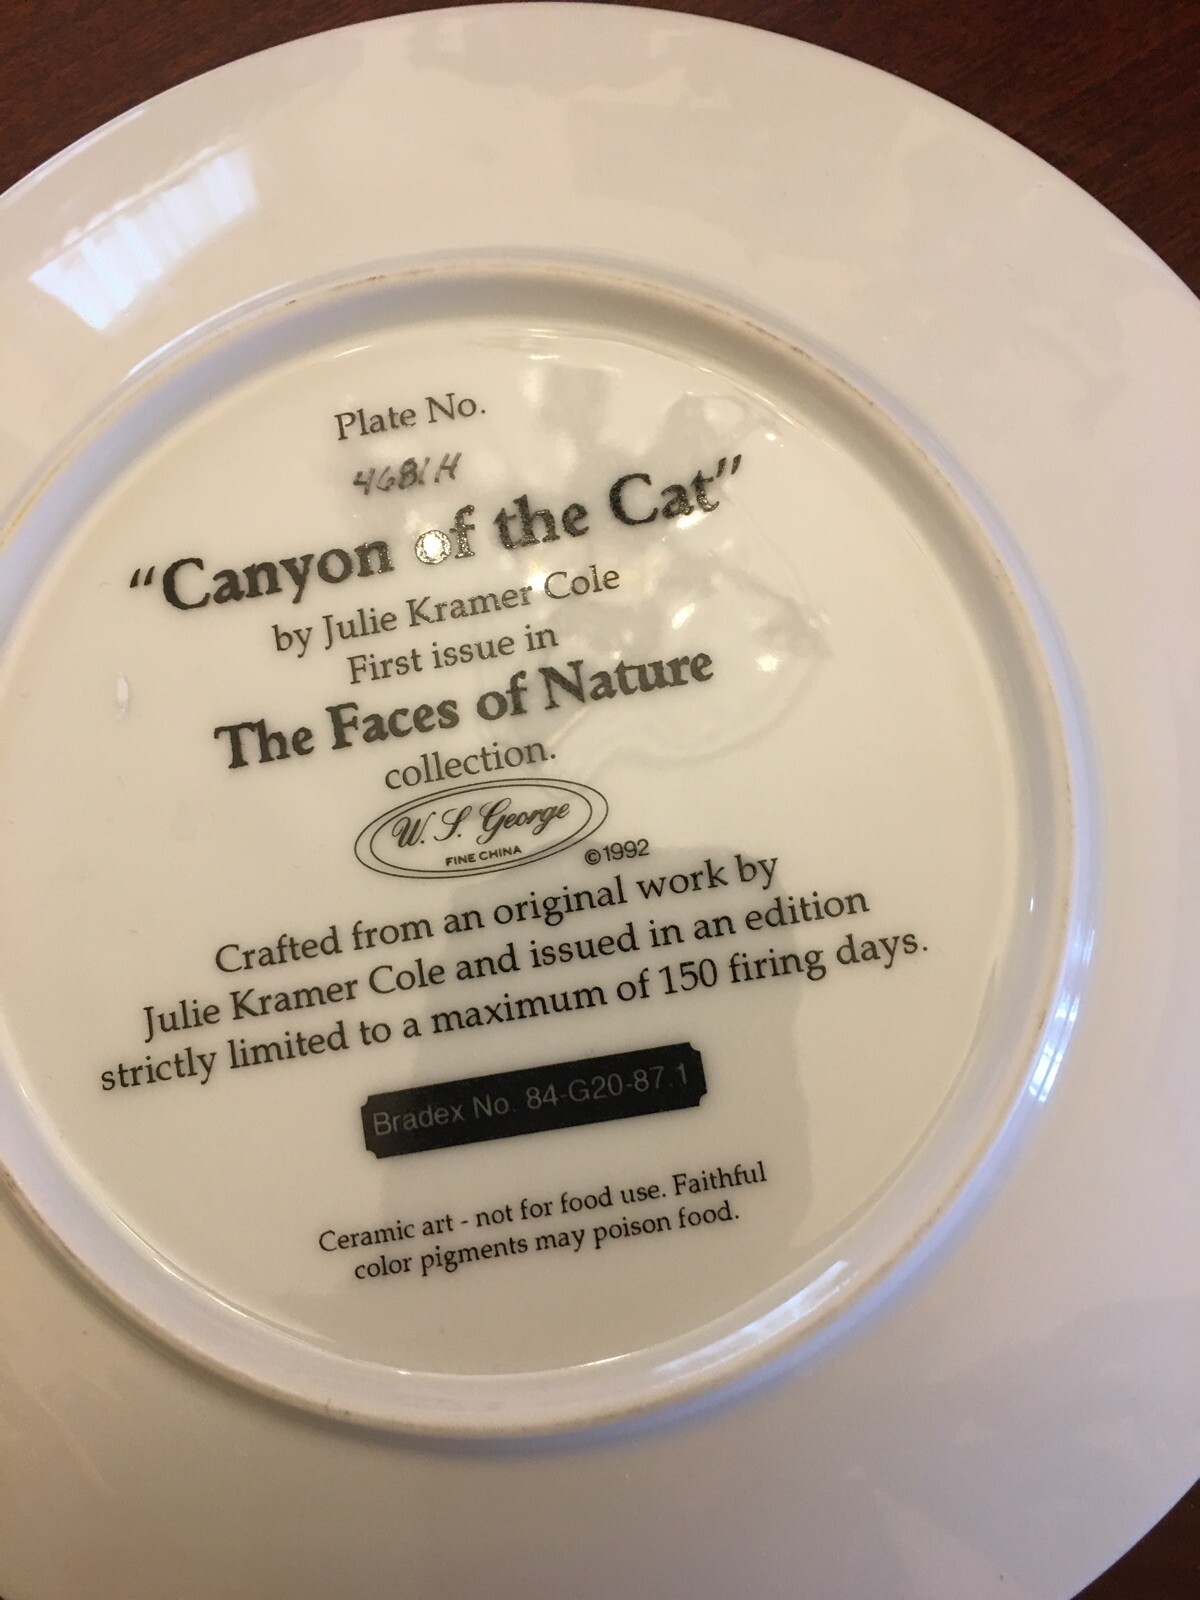 Plate No.
4681H
“Canyon of the Cat”
by Julie Kramer Cole
First issue in
The Faces of Nature
collection.
W. S. George
FINE CHINA
©1992
Crafted from an original work by
Julie Kramer Cole and issued in an edition
strictly limited to a maximum of 150 firing days.
Bradex No. 84-G20-87.1
Ceramic art - not for food use. Faithful
color pigments may poison food.